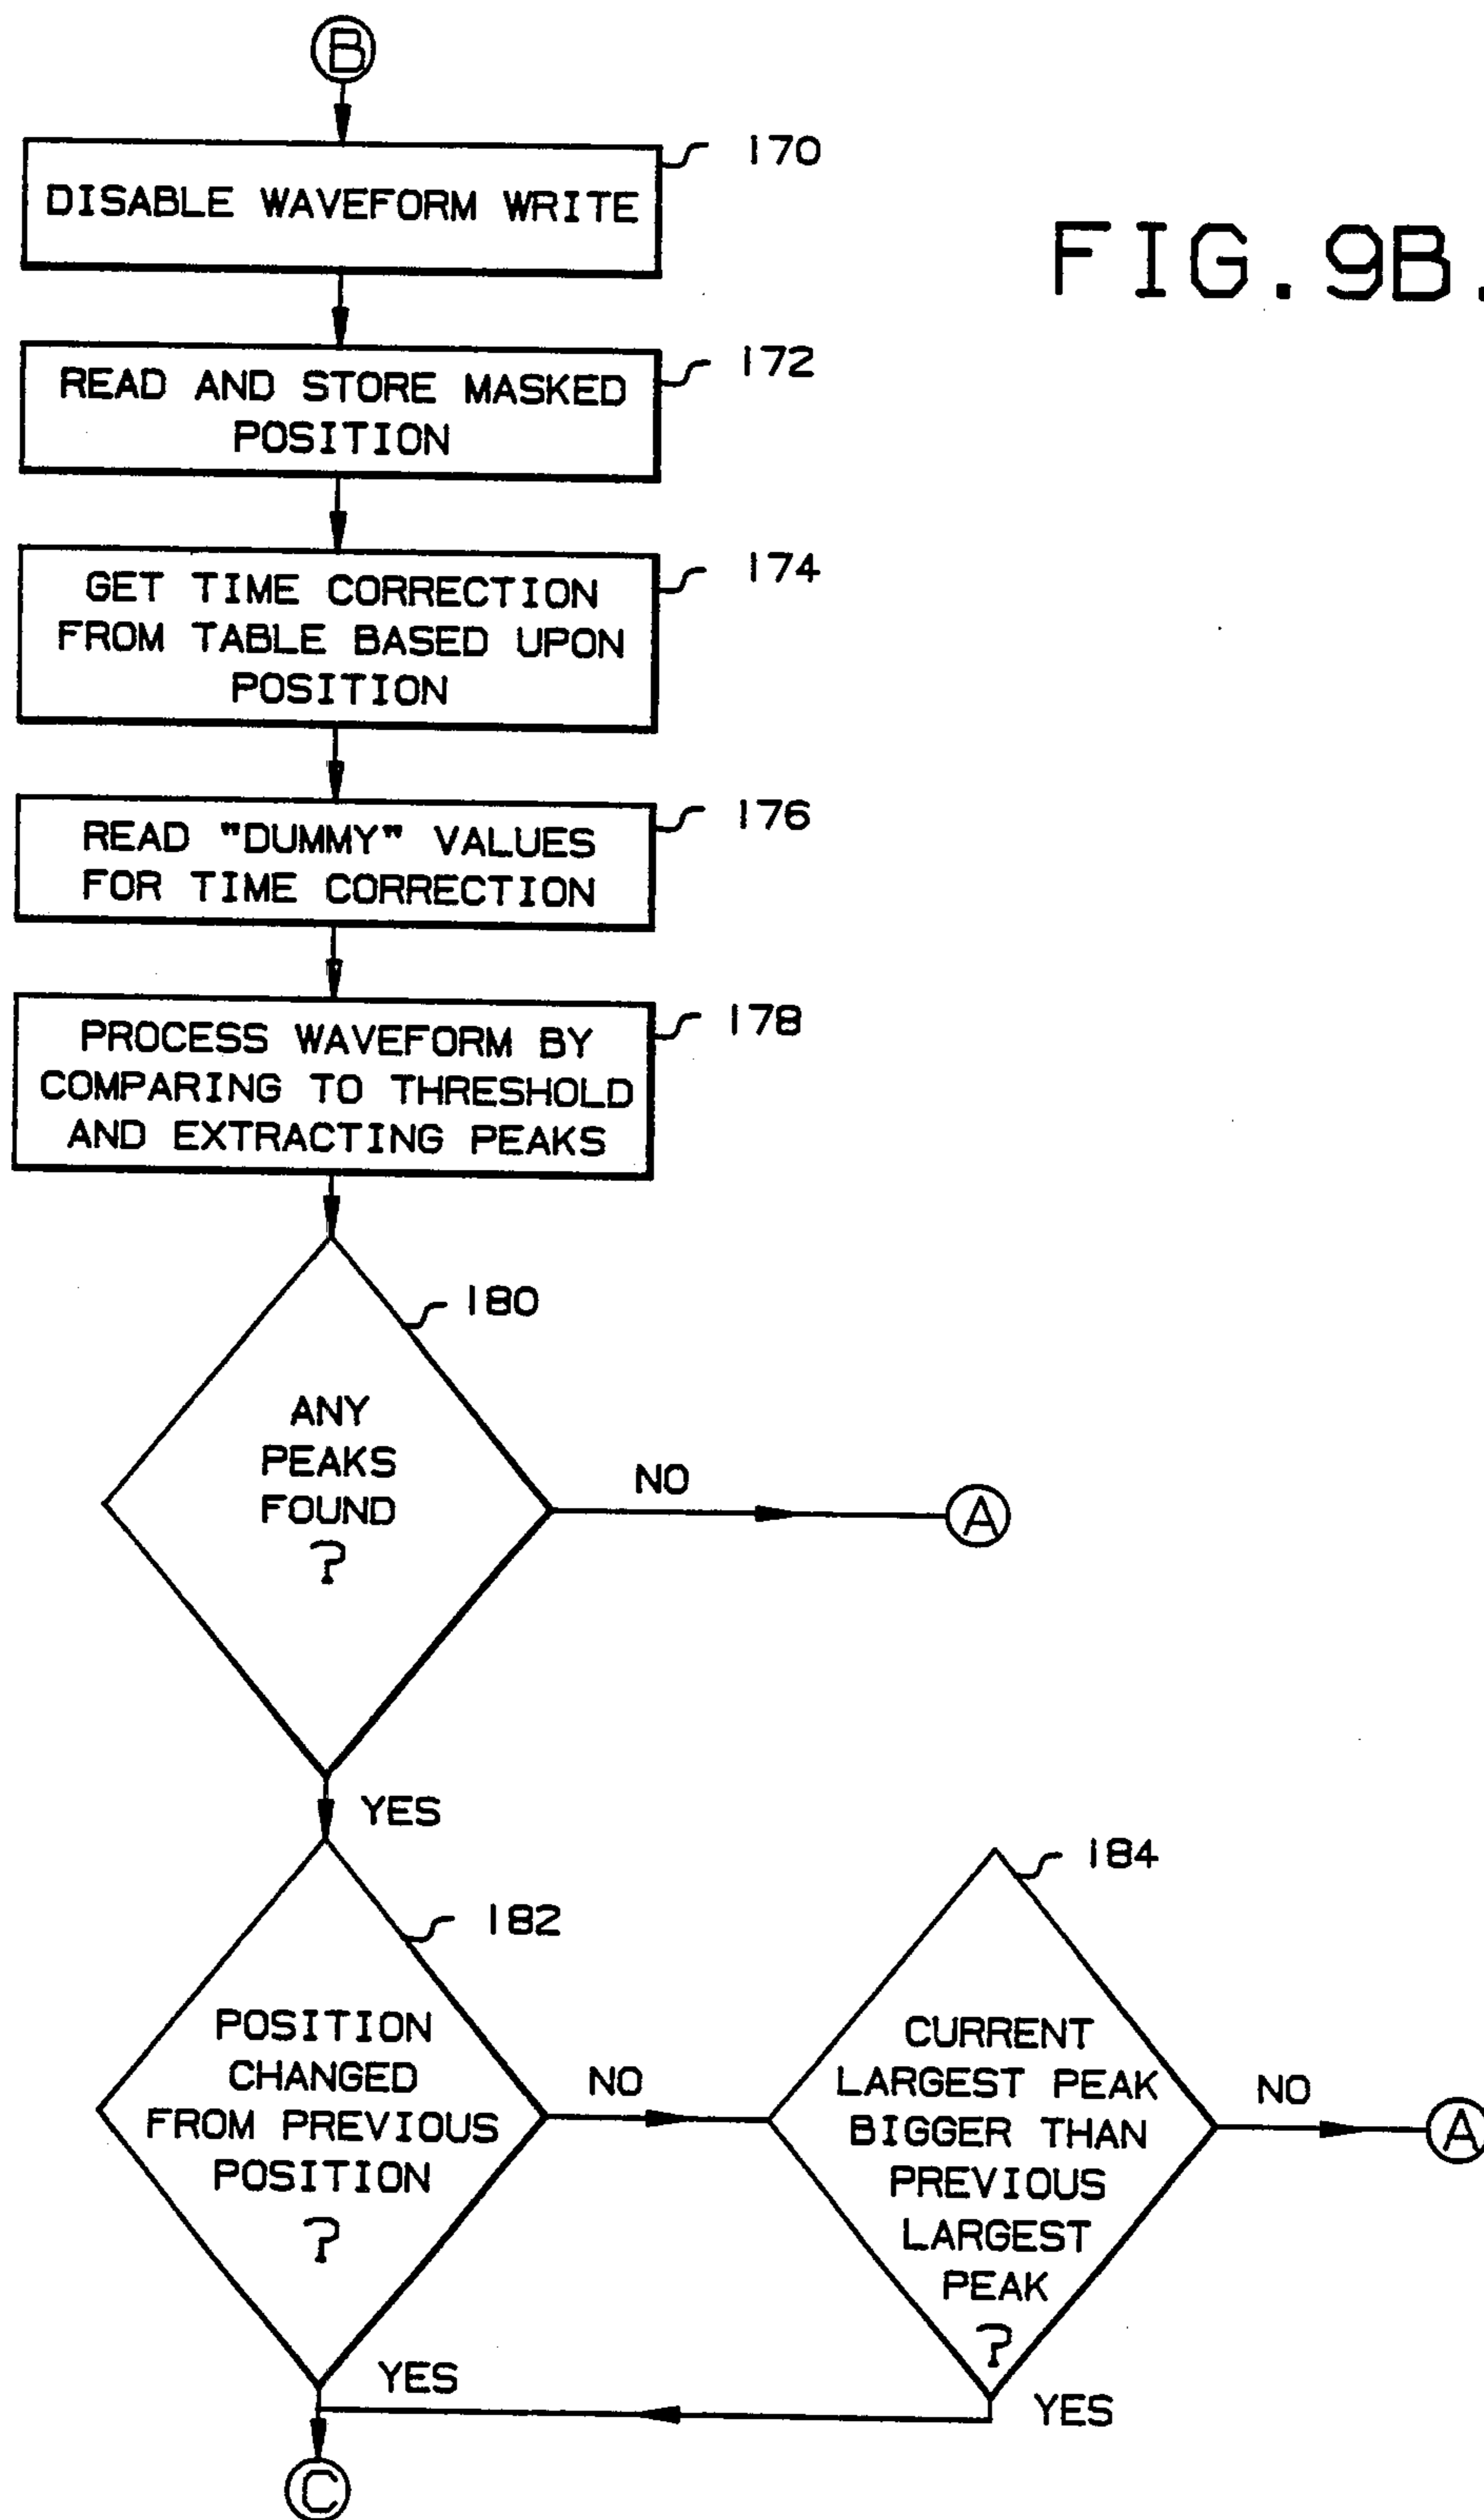 B
170
DISABLE WAVEFORM WRITE
FIG. 9B.
172
READ AND STORE MASKED
POSITION
174
GET TIME CORRECTION
FROM TABLE BASED UPON
POSITION
176
READ "DUMMY" VALUES
FOR TIME CORRECTION
178
PROCESS WAVEFORM BY
COMPARING TO THRESHOLD
AND EXTRACTING PEAKS
180
ANY
PEAKS
FOUND
?
NO
A
YES
182
POSITION
CHANGED
FROM PREVIOUS
POSITION
?
NO
184
CURRENT
LARGEST PEAK
BIGGER THAN
PREVIOUS
LARGEST
PEAK
?
NO
A
YES
YES
C